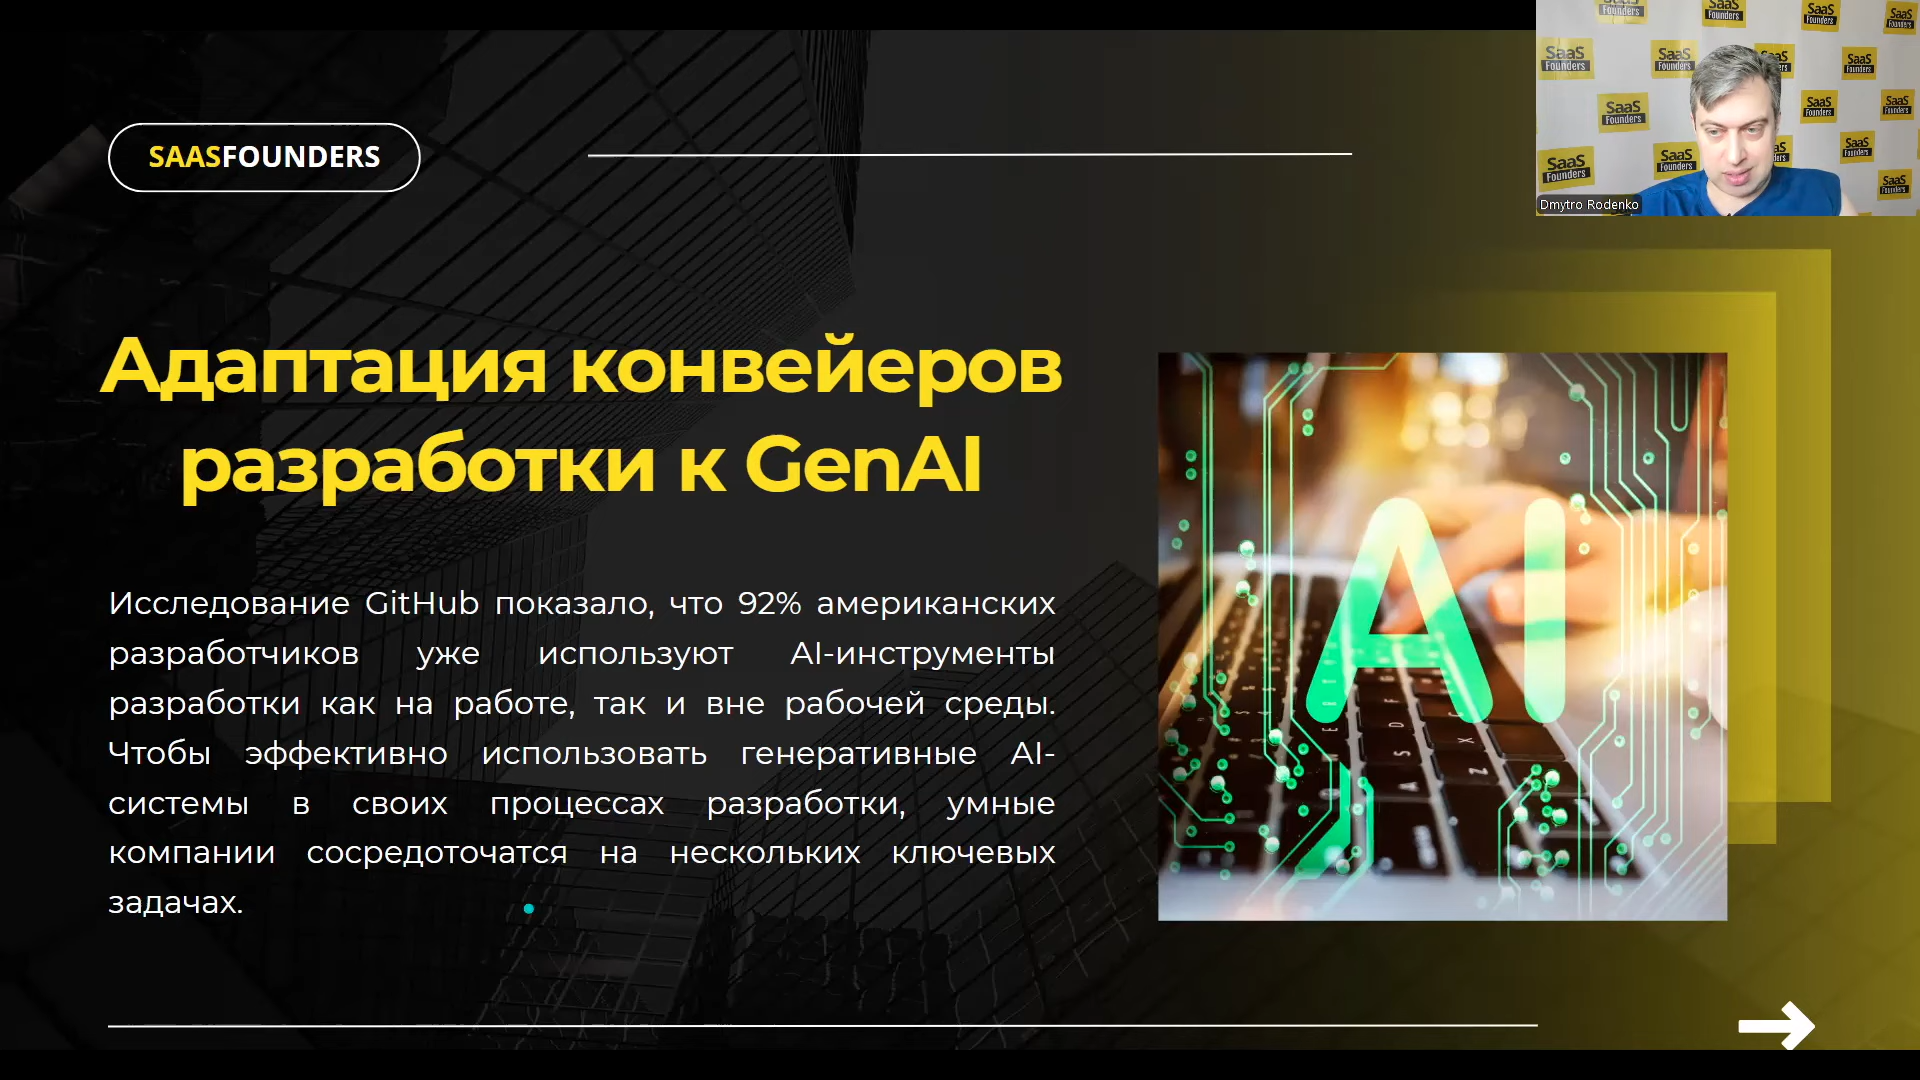 SAASFOUNDERS
Адаптация конвейеров
разработки к GenAI
Исследование GitHub показало, что 92% американских
разработчиков уже используют AI-инструменты
разработки как на работе, так и вне рабочей среды.
Чтобы эффективно использовать генеративные AI-
системы в своих процессах разработки, умные
компании сосредоточатся на нескольких ключевых
задачах.
AI
SaaS
Founders
Dmytro Rodenko